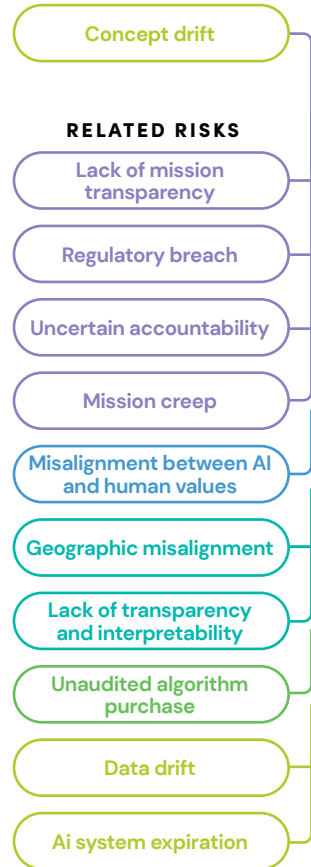 Concept drift
RELATED RISKS
Lack of mission
transparency
Regulatory breach
Uncertain accountability
Mission creep
Misalignment between AI
and human values
Geographic misalignment
Lack of transparency
and interpretability
Unaudited algorithm
purchase
Data drift
Ai system expiration